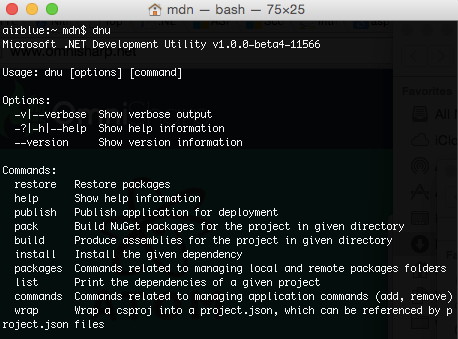 mdn — bash — 75×25
airblue:~ mdn$ dnu
Microsoft .NET Development Utility v1.0.0-beta4-11566
Usage: dnu [options] [command]
Options:
-v|--verbose Show verbose output
-?|-h|--help Show help information
--version Show version information
Commands:
restore Restore packages
help Show help information
publish Publish application for deployment
pack Build NuGet packages for the project in given directory
build Produce assemblies for the project in given directory
install Install the given dependency
packages Commands related to managing local and remote packages folders
list Print the dependencies of a given project
commands Commands related to managing application commands (add, remove)
wrap Wrap a csproj into a project.json, which can be referenced by p
roject.json files
Favorites
All